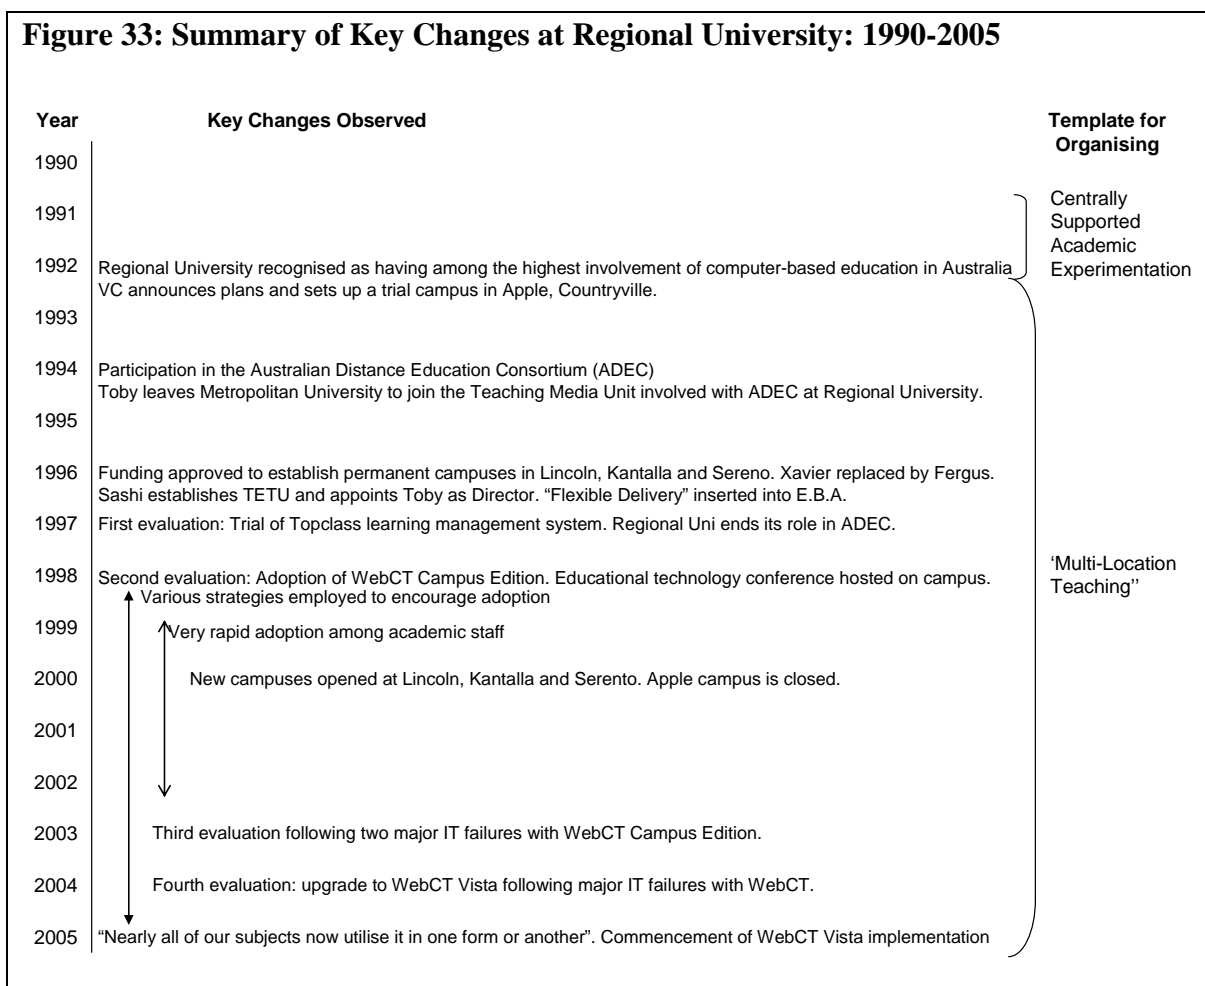 Figure 33: Summary of Key Changes at Regional University: 1990-2005
Year
Key Changes Observed
Template for
Organising
1990
1991
Centrally
Supported
Academic
Experimentation
1992
Regional University recognised as having among the highest involvement of computer-based education in Australia
VC announces plans and sets up a trial campus in Apple, Countryville.
1993
1994
Participation in the Australian Distance Education Consortium (ADEC)
Toby leaves Metropolitan University to join the Teaching Media Unit involved with ADEC at Regional University.
1995
1996
Funding approved to establish permanent campuses in Lincoln, Kantalla and Sereno. Xavier replaced by Fergus.
Sashi establishes TETU and appoints Toby as Director. “Flexible Delivery” inserted into E.B.A.
1997
First evaluation: Trial of Topclass learning management system. Regional Uni ends its role in ADEC.
1998
Second evaluation: Adoption of WebCT Campus Edition. Educational technology conference hosted on campus.
Various strategies employed to encourage adoption
‘Multi-Location
Teaching’’
1999
Very rapid adoption among academic staff
2000
New campuses opened at Lincoln, Kantalla and Serento. Apple campus is closed.
2001
2002
2003
Third evaluation following two major IT failures with WebCT Campus Edition.
2004
Fourth evaluation: upgrade to WebCT Vista following major IT failures with WebCT.
2005
“Nearly all of our subjects now utilise it in one form or another”. Commencement of WebCT Vista implementation